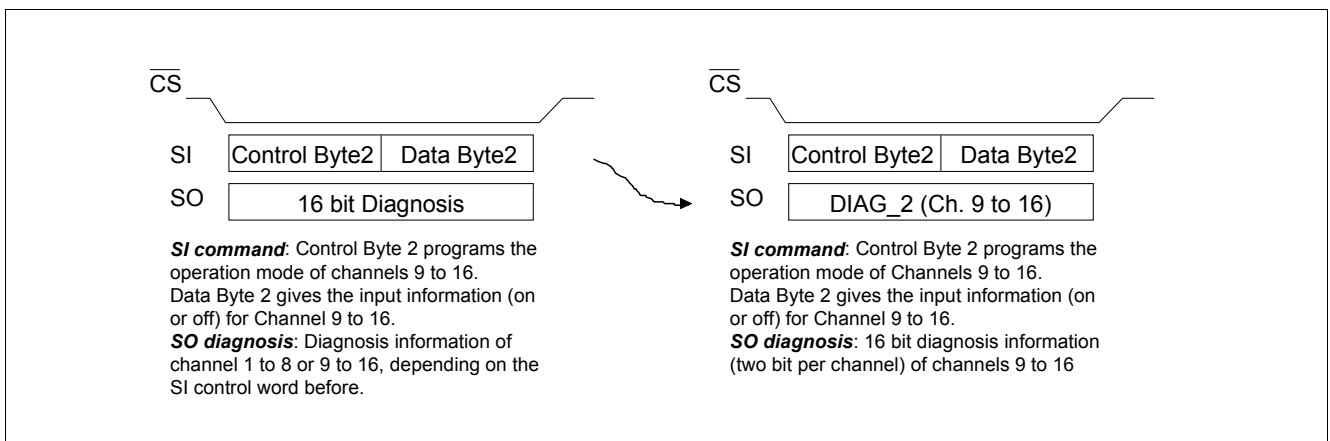 CS
SI Control Byte2 Data Byte2
SO 16 bit Diagnosis
SI command: Control Byte 2 programs the
operation mode of channels 9 to 16.
Data Byte 2 gives the input information (on
or off) for Channel 9 to 16.
SO diagnosis: Diagnosis information of
channel 1 to 8 or 9 to 16, depending on the
SI control word before.
CS
SI Control Byte2 Data Byte2
SO DIAG_2 (Ch. 9 to 16)
SI command: Control Byte 2 programs the
operation mode of Channels 9 to 16.
Data Byte 2 gives the input information (on
or off) for Channel 9 to 16.
SO diagnosis: 16 bit diagnosis information
(two bit per channel) of channels 9 to 16